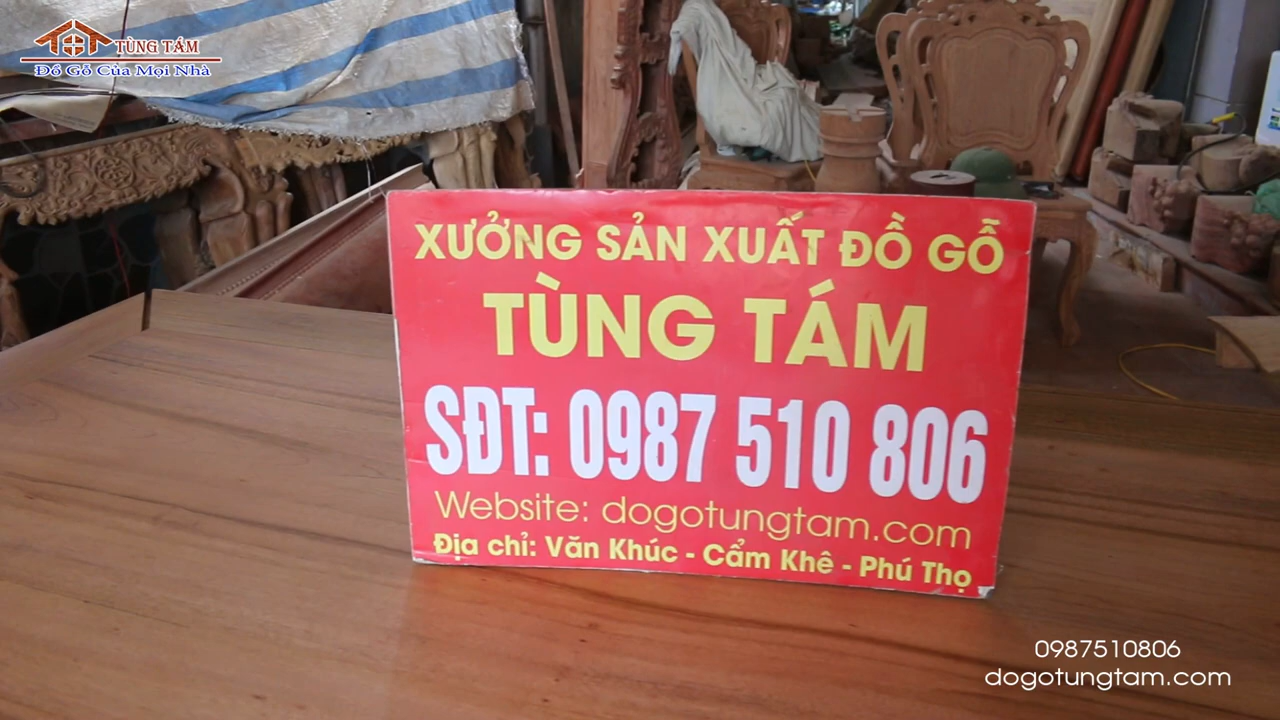 TÙNG TÁM
Đồ Gỗ Của Mọi Nhà
XƯỞNG SẢN XUẤT ĐỒ GỖ
TÙNG TÁM
SĐT: 0987 510 806
Website: dogotungtam.com
Địa chỉ: Văn Khúc - Cẩm Khê - Phú Thọ
0987510806
dogotungtam.com